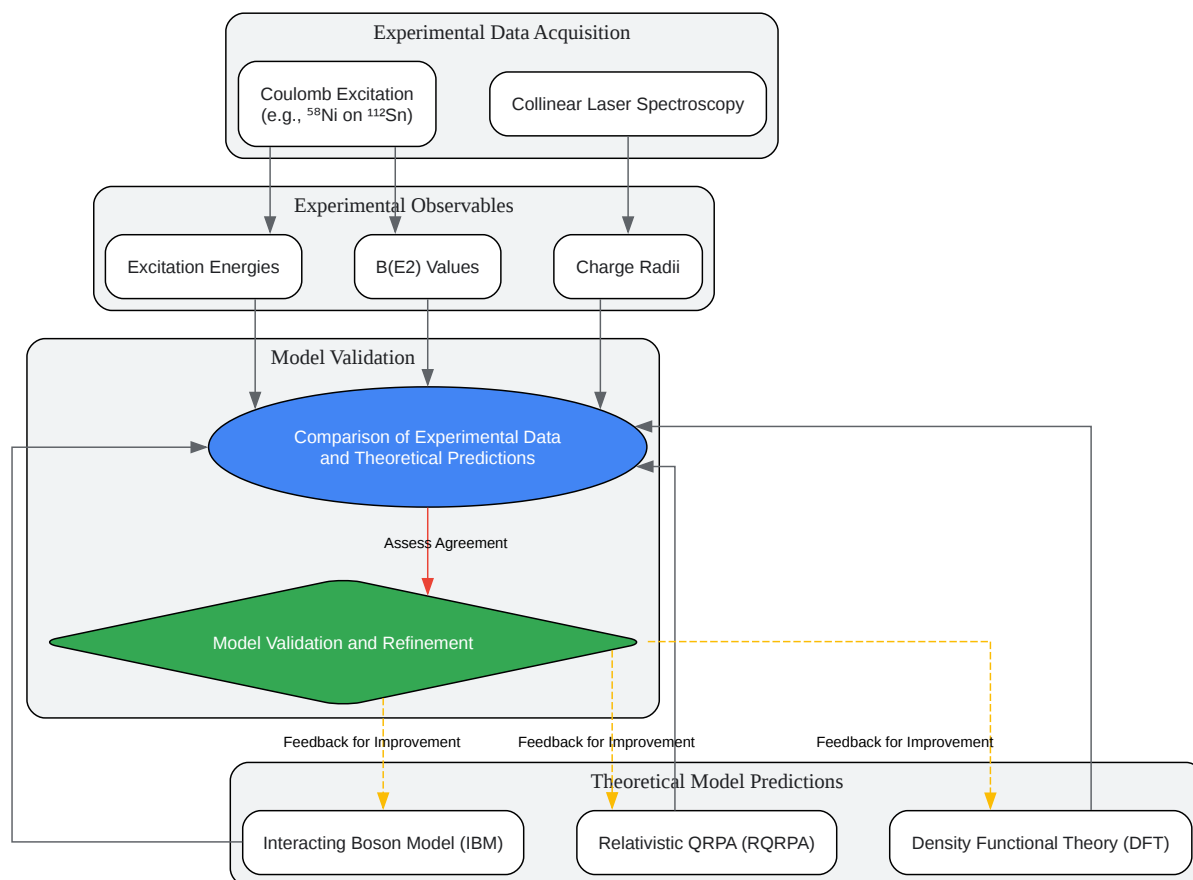 Experimental Data Acquisition
Coulomb Excitation
(e.g., ⁵⁸Ni on ¹¹²Sn)
Collinear Laser Spectroscopy
Experimental Observables
Excitation Energies
B(E2) Values
Charge Radii
Model Validation
Comparison of Experimental Data
and Theoretical Predictions
Assess Agreement
Model Validation and Refinement
Feedback for Improvement
Feedback for Improvement
Feedback for Improvement
Theoretical Model Predictions
Interacting Boson Model (IBM)
Relativistic QRPA (RQRPA)
Density Functional Theory (DFT)